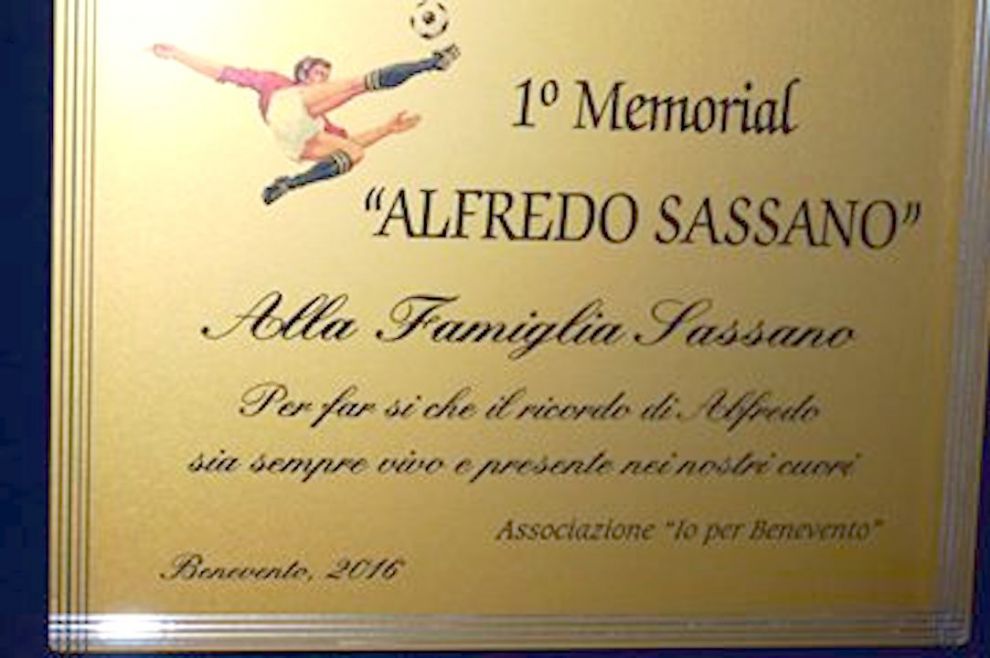 1º Memorial
“ALFREDO SASSANO”
Alla Famiglia Sassano
Per far si che il ricordo di Alfredo
sia sempre vivo e presente nei nostri cuori
Associazione “Io per Benevento”
Benevento, 2016